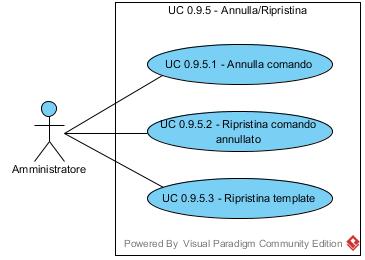 UC 0.9.5 - Annulla/Ripristina
UC 0.9.5.1 - Annulla comando
UC 0.9.5.2 - Ripristina comando
annullato
Amministratore
UC 0.9.5.3 - Ripristina template
Powered By Visual Paradigm Community Edition